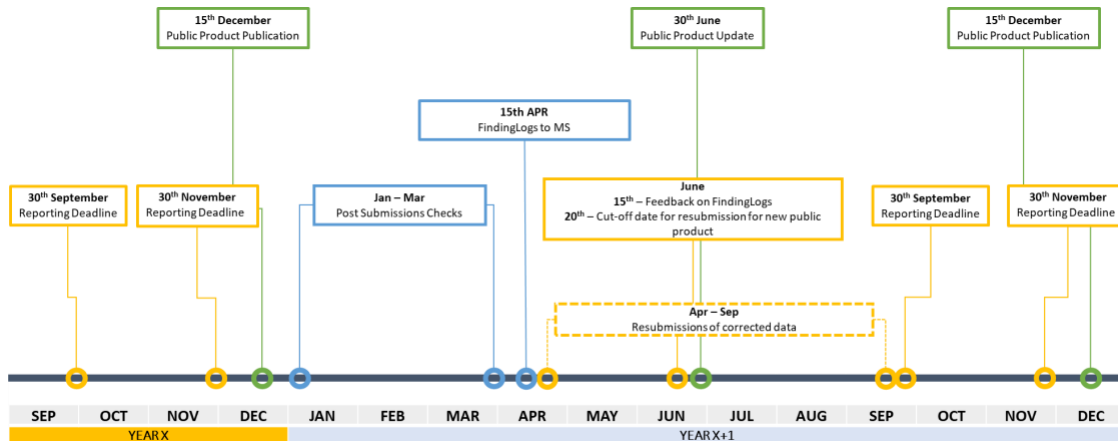 15th December
Public Product Publication
30th June
Public Product Update
15th December
Public Product Publication
15th APR
FindingLogs to MS
30th September
Reporting Deadline
30th November
Reporting Deadline
Jan – Mar
Post Submissions Checks
June
15th – Feedback on FindingLogs
20th – Cut-off date for resubmission for new public
product
30th September
Reporting Deadline
30th November
Reporting Deadline
Apr – Sep
Resubmissions of corrected data
SEP OCT NOV DEC JAN FEB MAR APR MAY JUN JUL AUG SEP OCT NOV DEC
YEAR X YEAR X+1